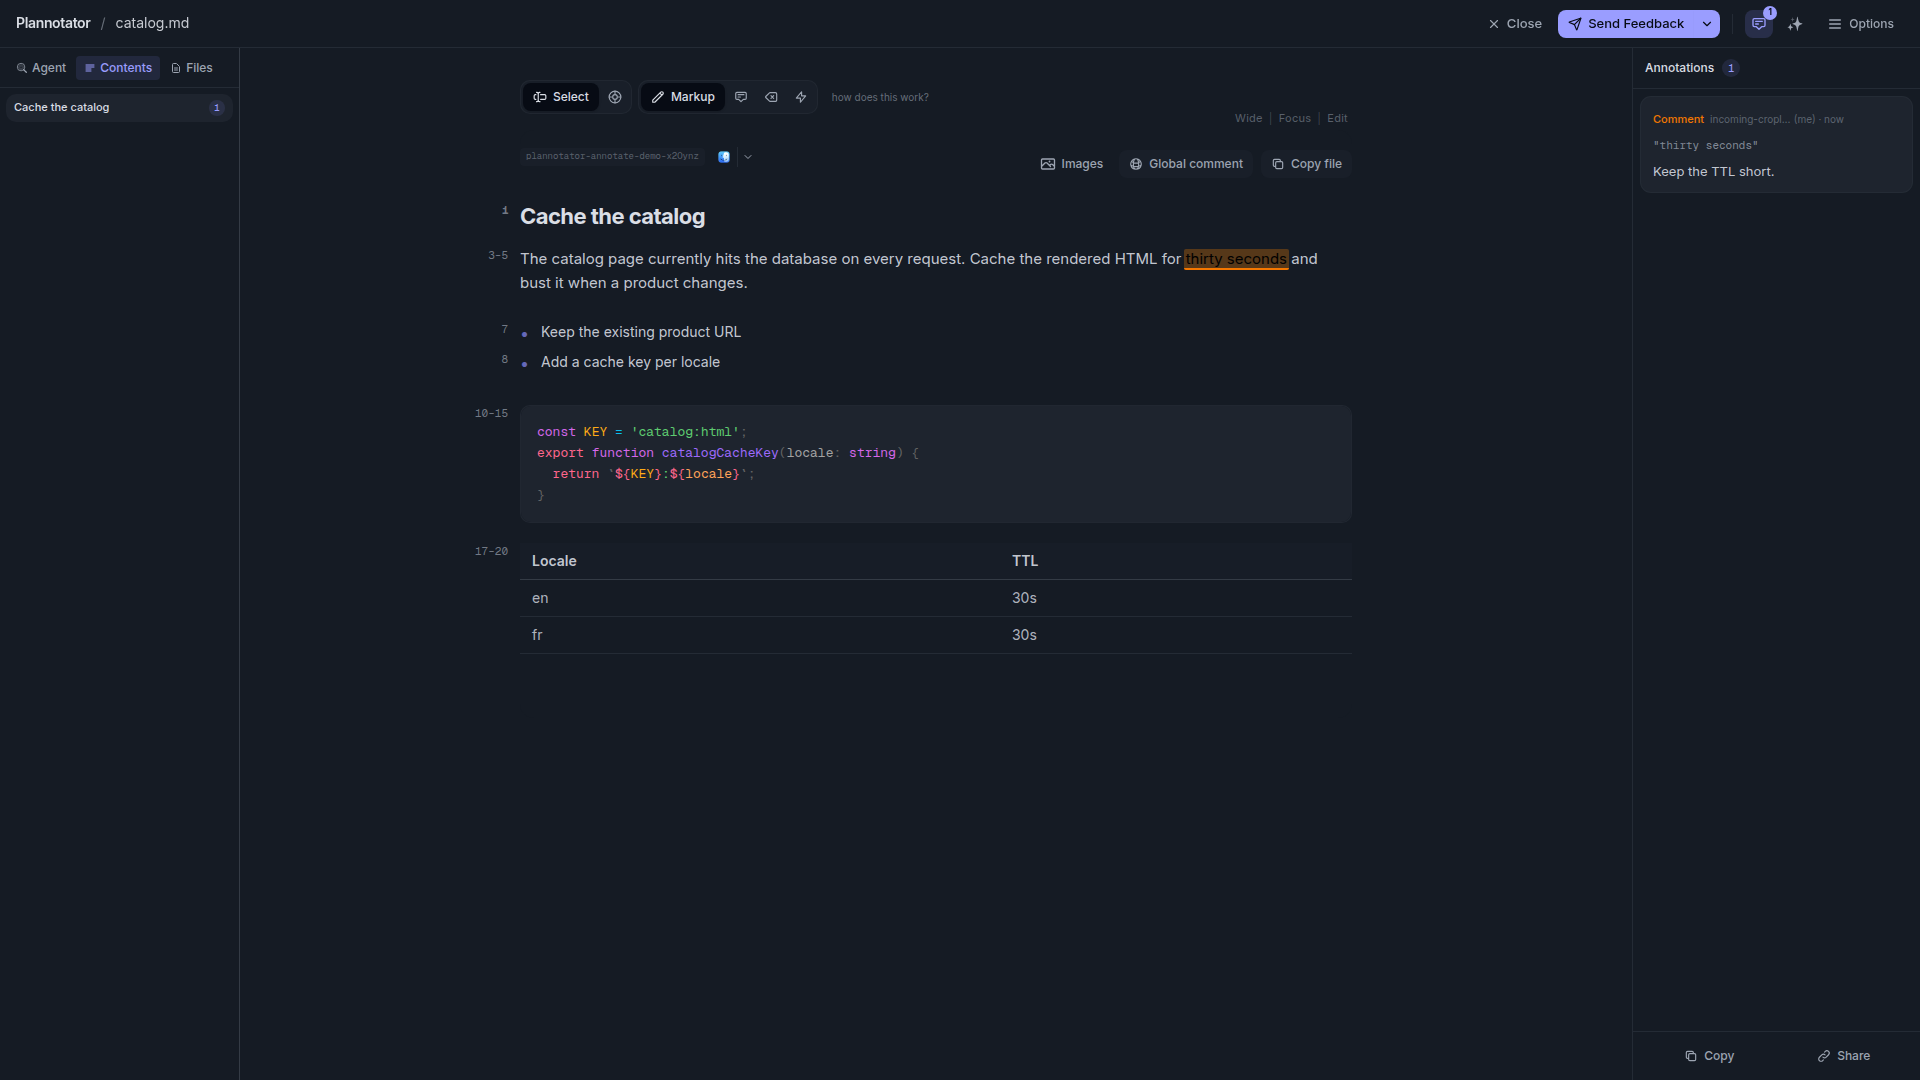 Plannotator / catalog.md
Close
Send Feedback
1
Options
Agent
Contents
Files
Cache the catalog
1
Select
Markup
how does this work?
Wide | Focus | Edit
plannotator-annotate-demo-x2Oynz
Images
Global comment
Copy file
1
Cache the catalog
3-5
The catalog page currently hits the database on every request. Cache the rendered HTML for thirty seconds and
bust it when a product changes.
7
• Keep the existing product URL
8
• Add a cache key per locale
10-15
const KEY = 'catalog:html';
export function catalogCacheKey(locale: string) {
  return `${KEY}:${locale}`;
}
17-20
Locale TTL
en 30s
fr 30s
Annotations 1
Comment incoming-cropl... (me) · now
"thirty seconds"
Keep the TTL short.
Copy
Share